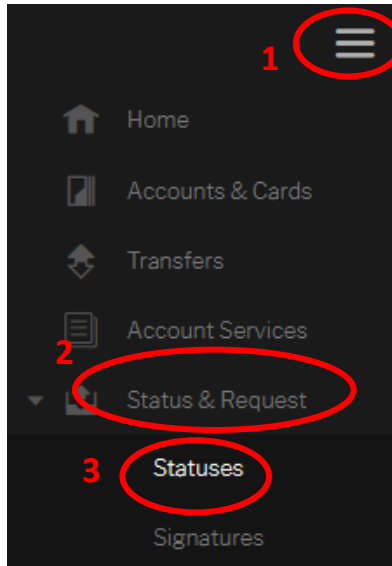 1
Home
Accounts & Cards
Transfers
Account Services
2
Status & Request
3 Statuses
Signatures